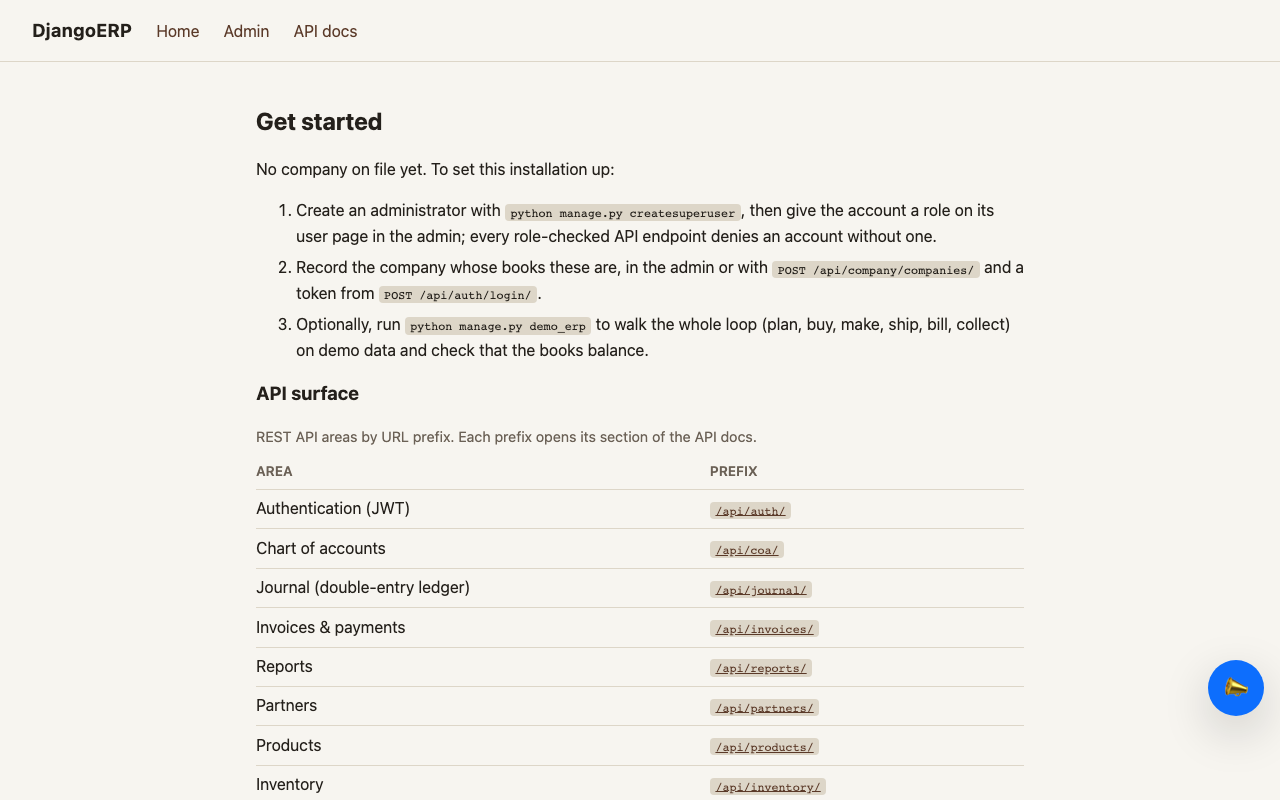 DjangoERP Home Admin API docs
Get started
No company on file yet. To set this installation up:
1. Create an administrator with python manage.py createsuperuser, then give the account a role on its
user page in the admin; every role-checked API endpoint denies an account without one.
2. Record the company whose books these are, in the admin or with POST /api/company/companies/ and a
token from POST /api/auth/login/.
3. Optionally, run python manage.py demo_erp to walk the whole loop (plan, buy, make, ship, bill, collect)
on demo data and check that the books balance.
API surface
REST API areas by URL prefix. Each prefix opens its section of the API docs.
AREA PREFIX
Authentication (JWT) /api/auth/
Chart of accounts /api/coa/
Journal (double-entry ledger) /api/journal/
Invoices & payments /api/invoices/
Reports /api/reports/
Partners /api/partners/
Products /api/products/
Inventory /api/inventory/